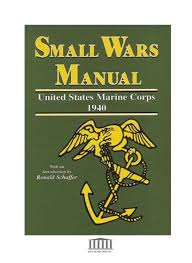 SMALL WARS
MANUAL
United States Marine Corps
1940
With an
Introduction by
Ronald Schaffer